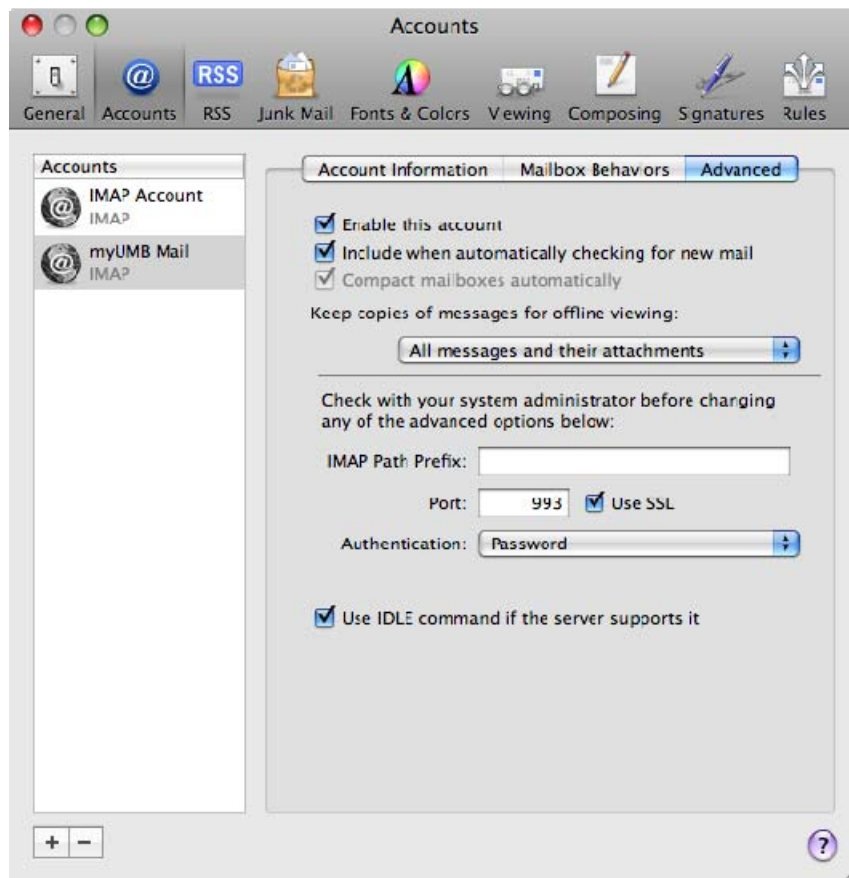 Accounts
General Accounts RSS Junk Mail Fonts & Colors Viewing Composing Signatures Rules
RSS
Accounts
IMAP Account
IMAP
myUMB Mail
IMAP
Account Information Mailbox Behaviors Advanced
Enable this account
Include when automatically checking for new mail
Compact mailboxes automatically
Keep copies of messages for offline viewing:
All messages and their attachments
Check with your system administrator before changing
any of the advanced options below:
IMAP Path Prefix:
Port: 993 Use SSL
Authentication: Password
Use IDLE command if the server supports it
+ −
?